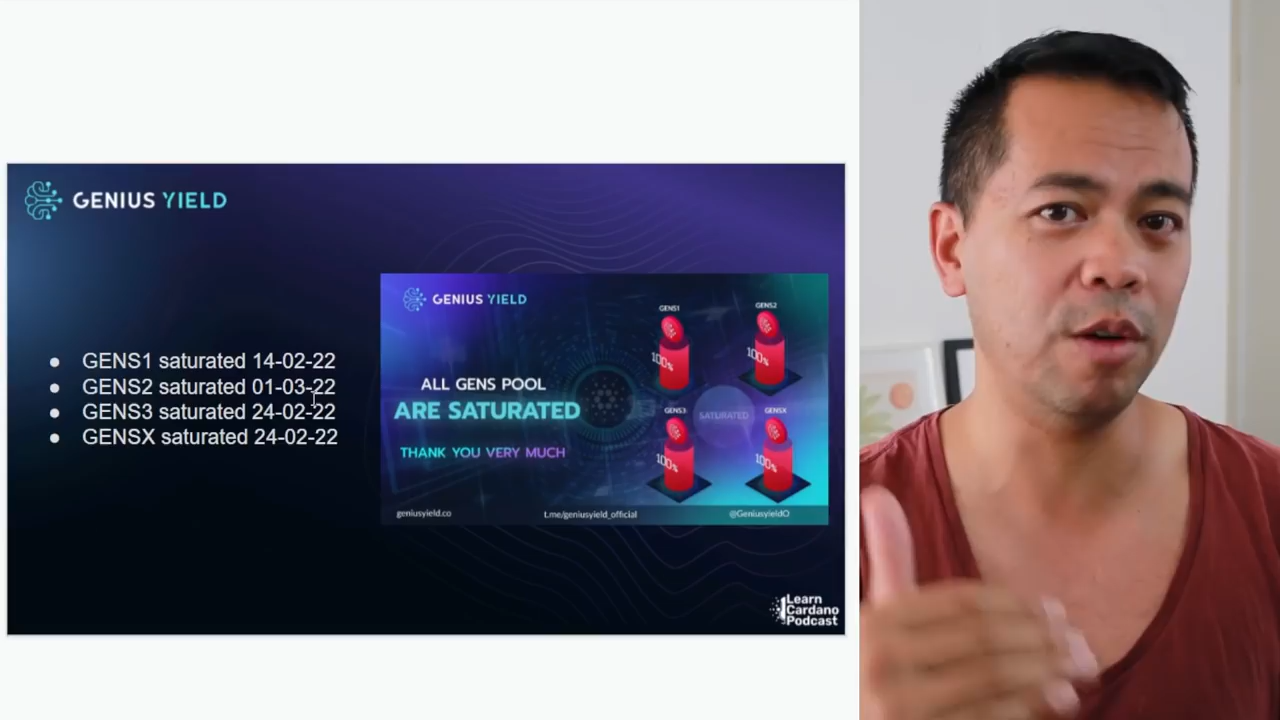 GENIUS YIELD
GENS1 saturated 14-02-22
GENS2 saturated 01-03-22
GENS3 saturated 24-02-22
GENSX saturated 24-02-22
GENIUS YIELD
ALL GENS POOL
ARE SATURATED
THANK YOU VERY MUCH
GENS1
100%
GENS2
100%
GENS3
100%
SATURATED
GENSX
100%
geniusyield.co
t.me/geniusyield_official
@GeniusyieldO
Learn
Cardano
Podcast